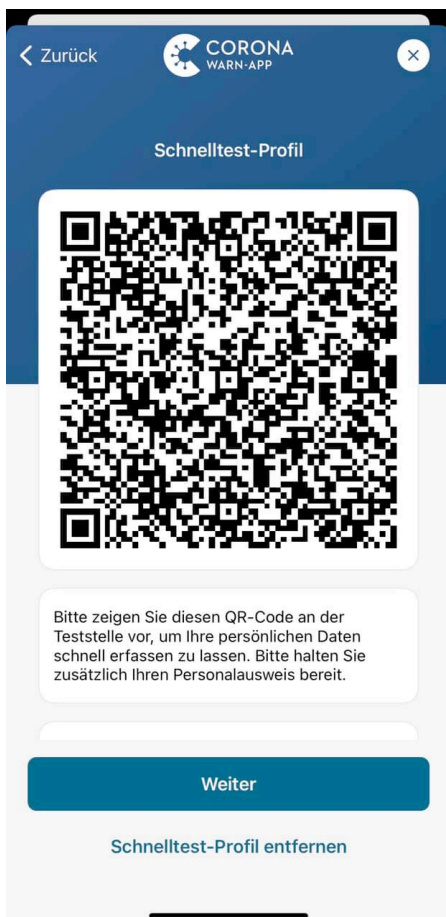 Zurück
CORONA
WARN-APP
Schnelltest-Profil
Bitte zeigen Sie diesen QR-Code an der
Teststelle vor, um Ihre persönlichen Daten
schnell erfassen zu lassen. Bitte halten Sie
zusätzlich Ihren Personalausweis bereit.
Weiter
Schnelltest-Profil entfernen